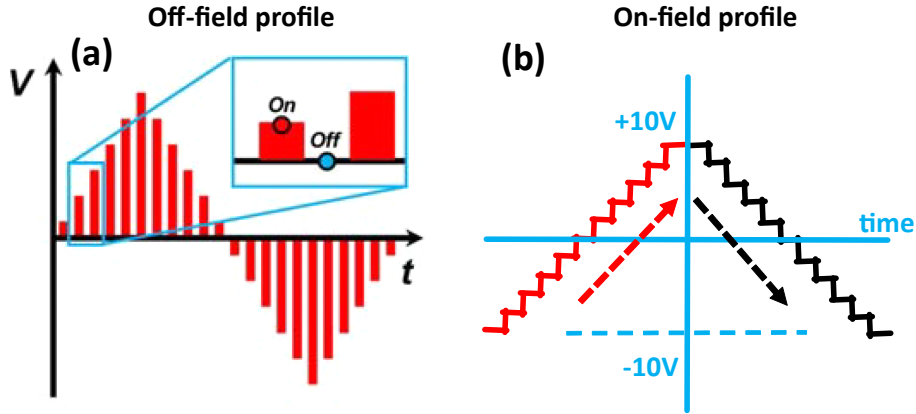 Off-field profile
On-field profile
(a)
(b)
V
On
Off
t
+10V
time
-10V